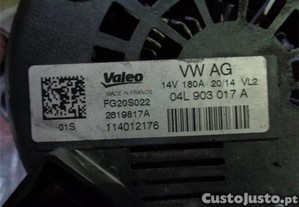 Valeo
VW AG
MADE IN FRANCE
14V 180A 20/14 VL2
FG20S022
04L 903 017 A
2619817A
01S
114012176
CustoJusto.pt